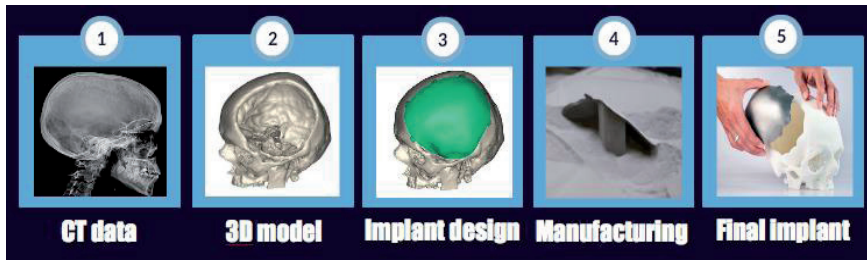 1
2
3
4
5
CT data
3D model
Implant design
Manufacturing
Final implant